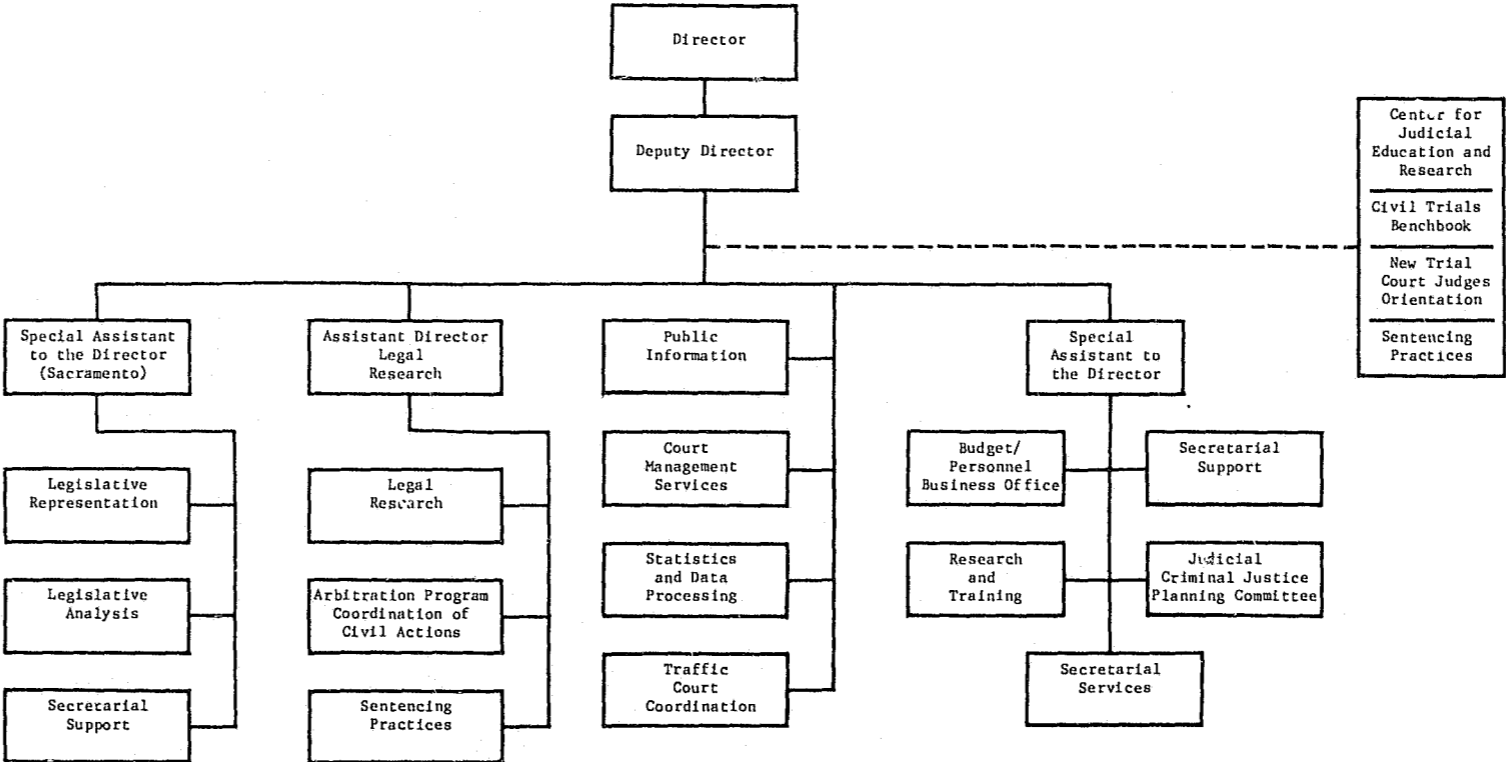 Director
Deputy Director
Center for
Judicial
Education and
Research
Civil Trials
Benchbook
New Trial
Court Judges
Orientation
Sentencing
Practices
Special Assistant
to the Director
(Sacramento)
Legislative
Representation
Legislative
Analysis
Secretarial
Support
Assistant Director
Legal
Research
Legal
Research
Arbitration Program
Coordination of
Civil Actions
Sentencing
Practices
Public
Information
Court
Management
Services
Statistics
and Data
Processing
Traffic
Court
Coordination
Special
Assistant to
the Director
Budget/
Personnel
Business Office
Secretarial
Support
Research
and
Training
Judicial
Criminal Justice
Planning Committee
Secretarial
Services